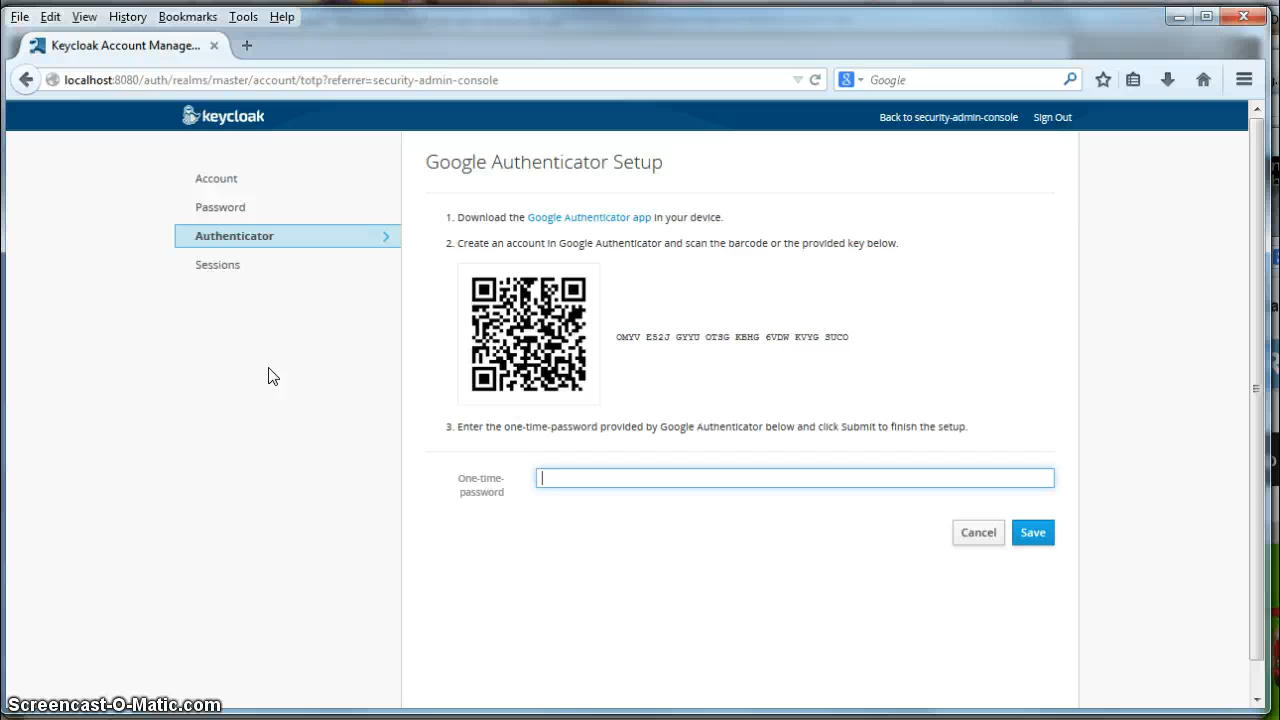 File Edit View History Bookmarks Tools Help
Keycloak Account Manage...
localhost:8080/auth/realms/master/account/totp?referrer=security-admin-console
Google
keycloak
Back to security-admin-console Sign Out
Account
Password
Authenticator
Sessions
Google Authenticator Setup
1. Download the Google Authenticator app in your device.
2. Create an account in Google Authenticator and scan the barcode or the provided key below.
OMYV E52J GYYU OTSG KBHG 6VDW KVYG SUCO
3. Enter the one-time-password provided by Google Authenticator below and click Submit to finish the setup.
One-time-
password
Cancel Save
Screencast-O-Matic.com